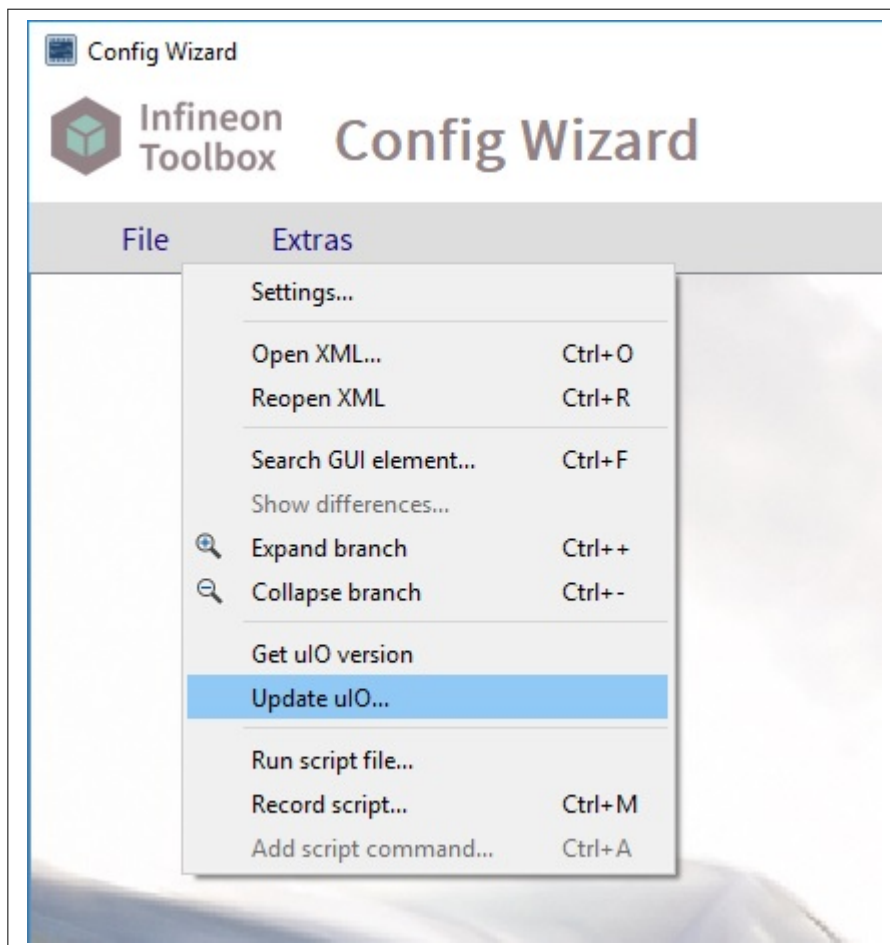 Config Wizard
Infineon
Toolbox
Config Wizard
File Extras
Settings...
Open XML... Ctrl+O
Reopen XML Ctrl+R
Search GUI element... Ctrl+F
Show differences...
Expand branch Ctrl++
Collapse branch Ctrl+-
Get uIO version
Update uIO...
Run script file...
Record script... Ctrl+M
Add script command... Ctrl+A